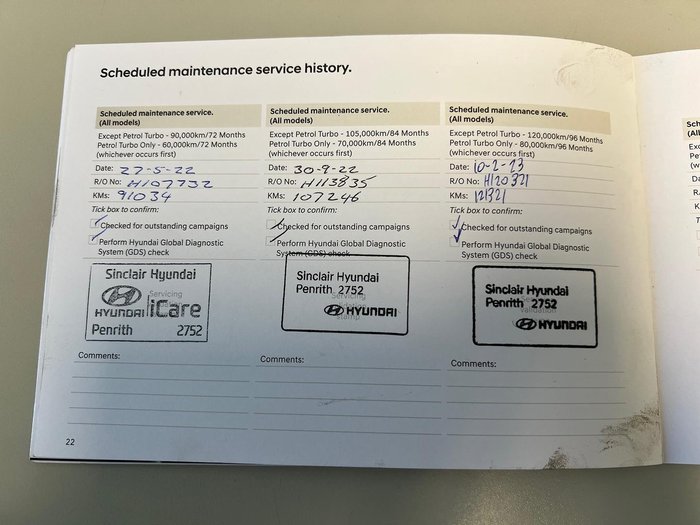 Scheduled maintenance service history.
Scheduled maintenance service.
(All models)
Except Petrol Turbo - 90,000km/72 Months
Petrol Turbo Only - 60,000km/72 Months
(whichever occurs first)
Date: 27-5-22
R/O No: H107732
KMs: 91034
Tick box to confirm:
Checked for outstanding campaigns
Perform Hyundai Global Diagnostic
System (GDS) check
Sinclair Hyundai
Servicing
HYUNDAI iCare
Penrith 2752
Comments:
Scheduled maintenance service.
(All models)
Except Petrol Turbo - 105,000km/84 Months
Petrol Turbo Only - 70,000km/84 Months
(whichever occurs first)
Date: 30-9-22
R/O No: H113835
KMs: 107246
Tick box to confirm:
Checked for outstanding campaigns
Perform Hyundai Global Diagnostic
System (GDS) check
Sinclair Hyundai
Penrith 2752
Servicing
HYUNDAI
stamp
Comments:
Scheduled maintenance service.
(All models)
Except Petrol Turbo - 120,000km/96 Months
Petrol Turbo Only - 80,000km/96 Months
(whichever occurs first)
Date: 10-2-23
R/O No: H120321
KMs: 121321
Tick box to confirm:
Checked for outstanding campaigns
Perform Hyundai Global Diagnostic
System (GDS) check
Sinclair Hyundai
Penrith 2752
validation
HYUNDAI
Comments:
22